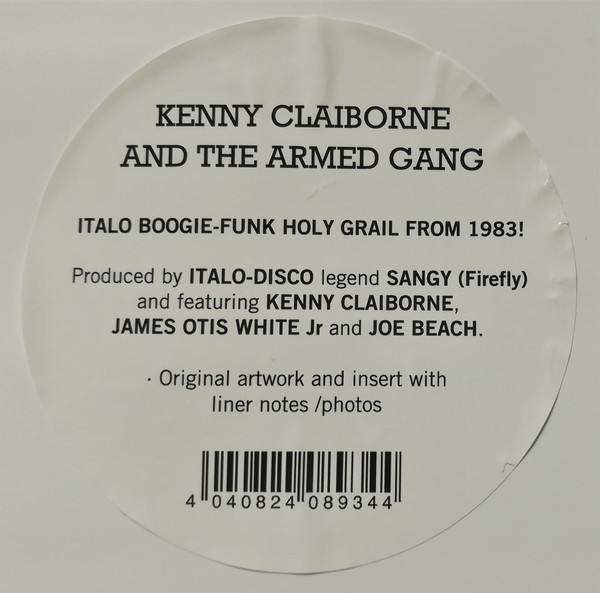 KENNY CLAIBORNE
AND THE ARMED GANG
ITALO BOOGIE-FUNK HOLY GRAIL FROM 1983!
Produced by ITALO-DISCO legend SANGY (Firefly)
and featuring KENNY CLAIBORNE,
JAMES OTIS WHITE Jr and JOE BEACH.
· Original artwork and insert with
liner notes /photos
4 040824 089344